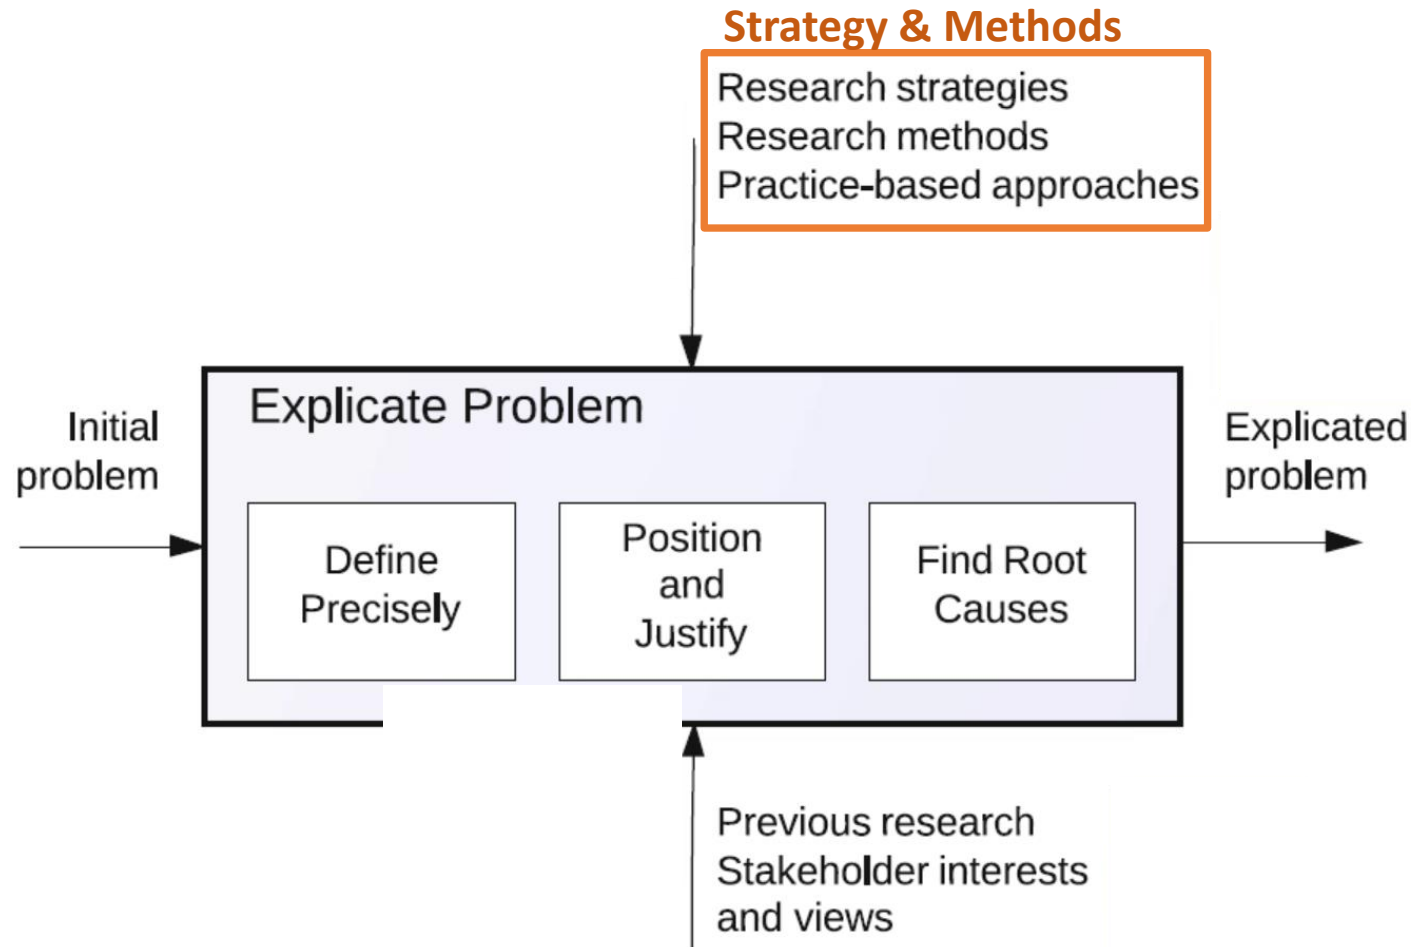 Strategy & Methods
Research strategies
Research methods
Practice-based approaches
Explicate Problem
Initial
problem
Define
Precisely
Position
and
Justify
Find Root
Causes
Explicated
problem
Previous research
Stakeholder interests
and views